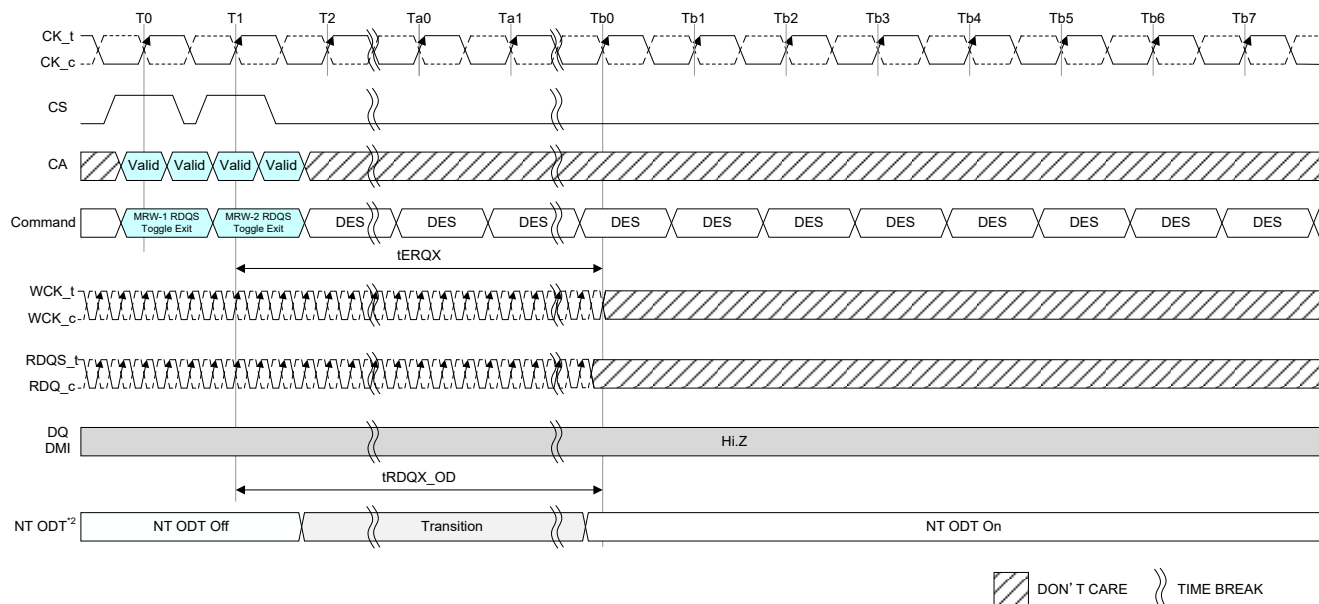 T0 T1 T2 Ta0 Ta1 Tb0 Tb1 Tb2 Tb3 Tb4 Tb5 Tb6 Tb7
CK_t
CK_c
CS
CA Valid Valid Valid Valid
Command MRW-1 RDQS Toggle Exit MRW-2 RDQS Toggle Exit DES DES DES DES DES DES DES DES DES DES DES
tERQX
WCK_t
WCK_c
RDQS_t
RDQ_c
DQ
DMI
Hi.Z
tRDQX_OD
NT ODT*2 NT ODT Off Transition NT ODT On
DON'T CARE TIME BREAK